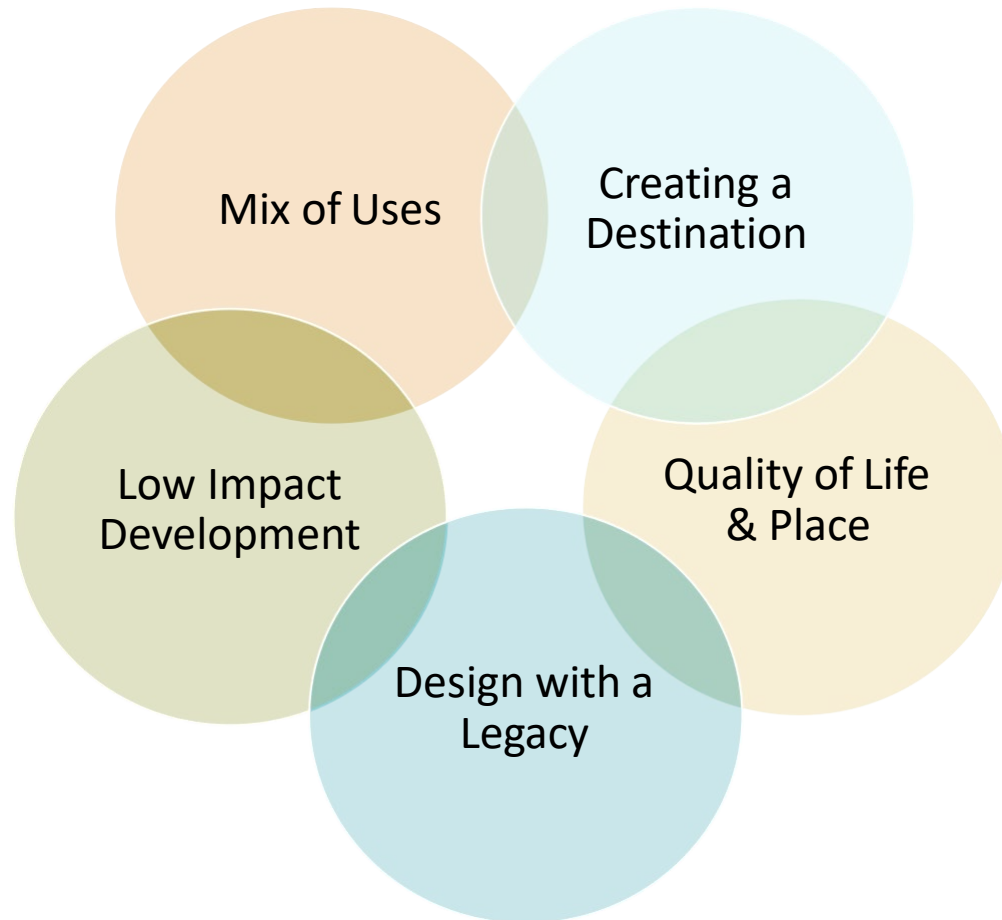 Mix of Uses
Creating a
Destination
Quality of Life
& Place
Low Impact
Development
Design with a
Legacy